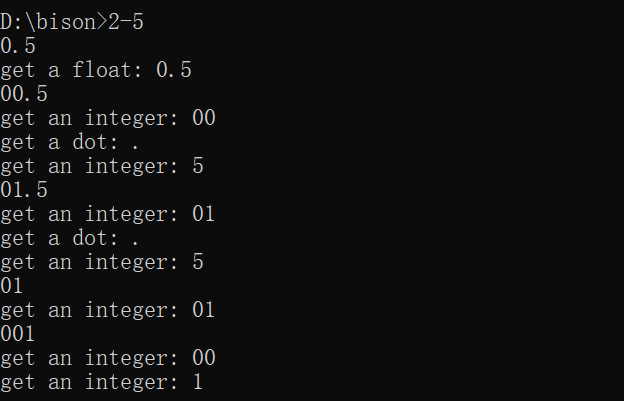 D:\bison>2-5
0.5
get a float: 0.5
00.5
get an integer: 00
get a dot: .
get an integer: 5
01.5
get an integer: 01
get a dot: .
get an integer: 5
01
get an integer: 01
001
get an integer: 00
get an integer: 1